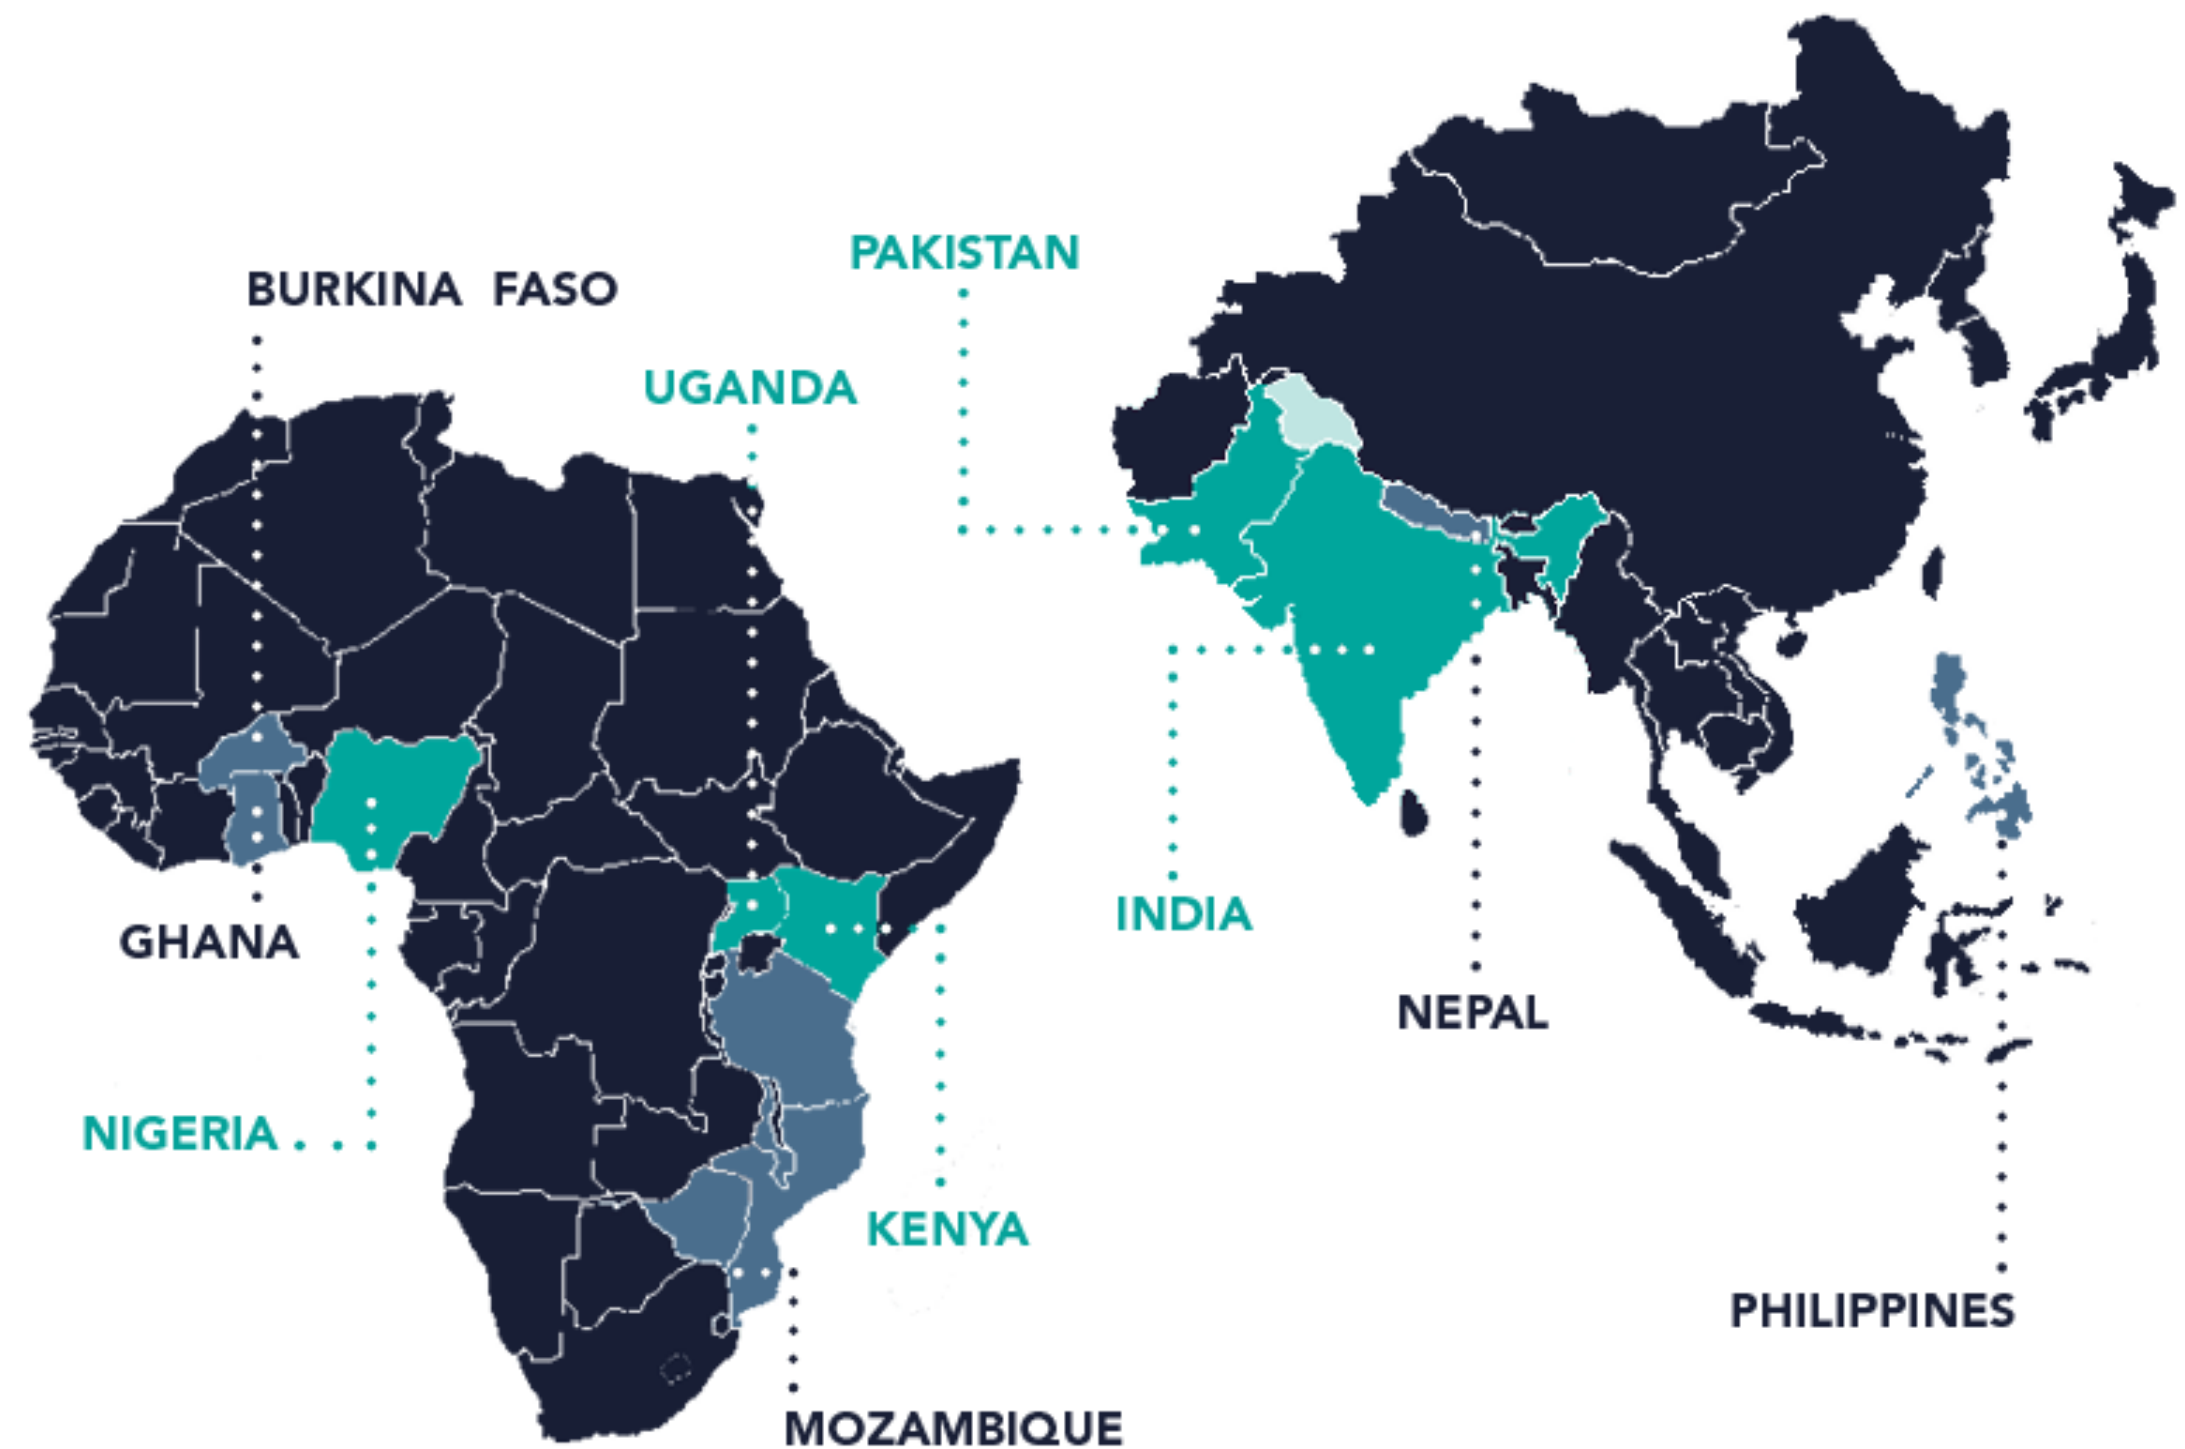 PAKISTAN
BURKINA FASO
UGANDA
INDIA
GHANA
NEPAL
NIGERIA
KENYA
PHILIPPINES
MOZAMBIQUE